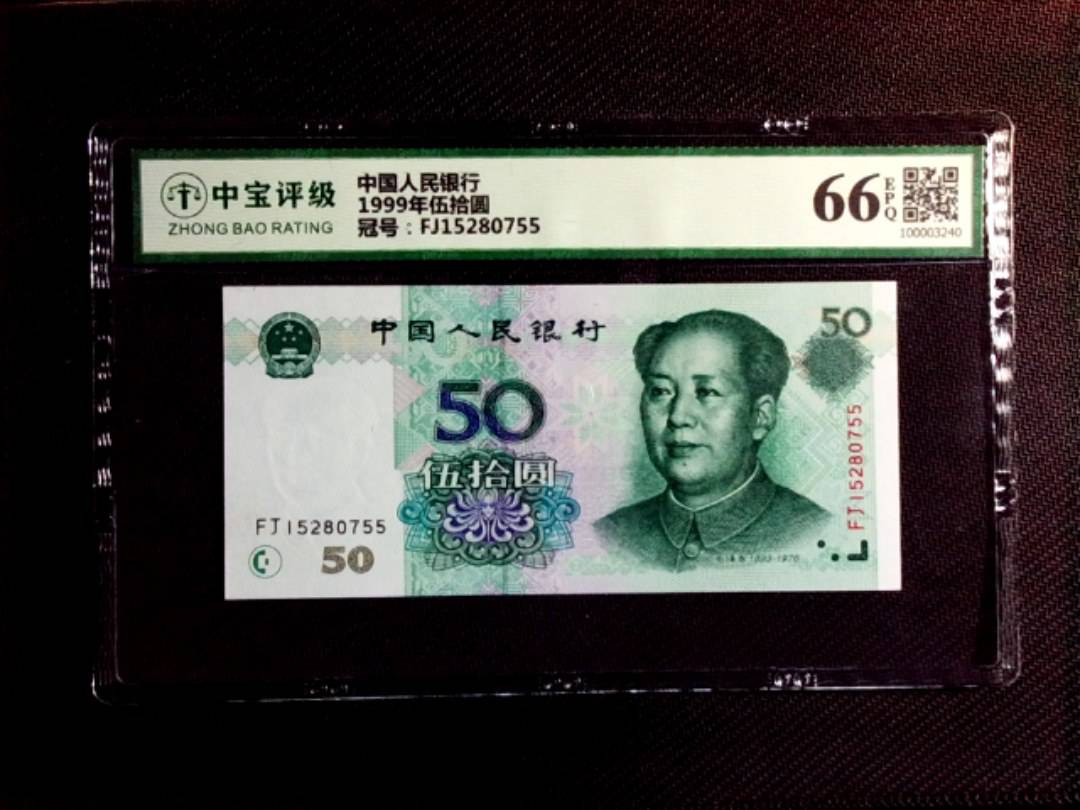 中宝评级
ZHONG BAO RATING
中国人民银行
1999年伍拾圆
冠号：FJ15280755
66
EPQ
100003240
中国人民银行
50
50
伍拾圆
FJ15280755
50
FJ15280755
1893-1976